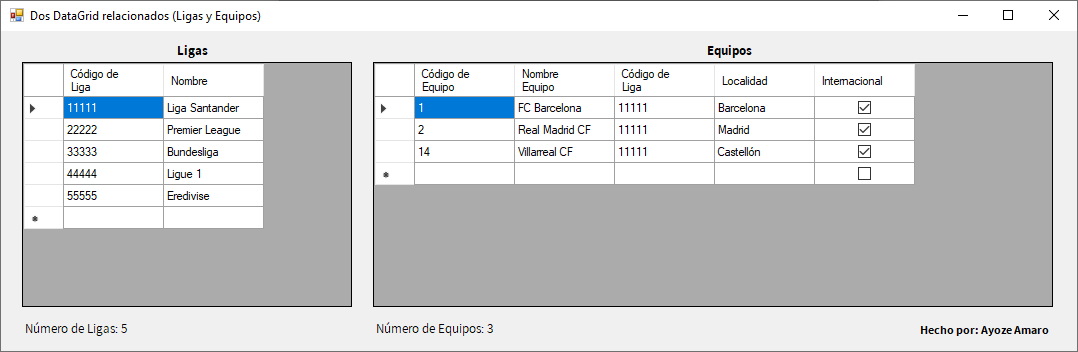 Dos DataGrid relacionados (Ligas y Equipos)
Ligas
Código de Liga Nombre
11111 Liga Santander
22222 Premier League
33333 Bundesliga
44444 Ligue 1
55555 Eredivise
Número de Ligas: 5
Equipos
Código de Equipo Nombre Equipo Código de Liga Localidad Internacional
1 FC Barcelona 11111 Barcelona
2 Real Madrid CF 11111 Madrid
14 Villarreal CF 11111 Castellón
Número de Equipos: 3
Hecho por: Ayoze Amaro